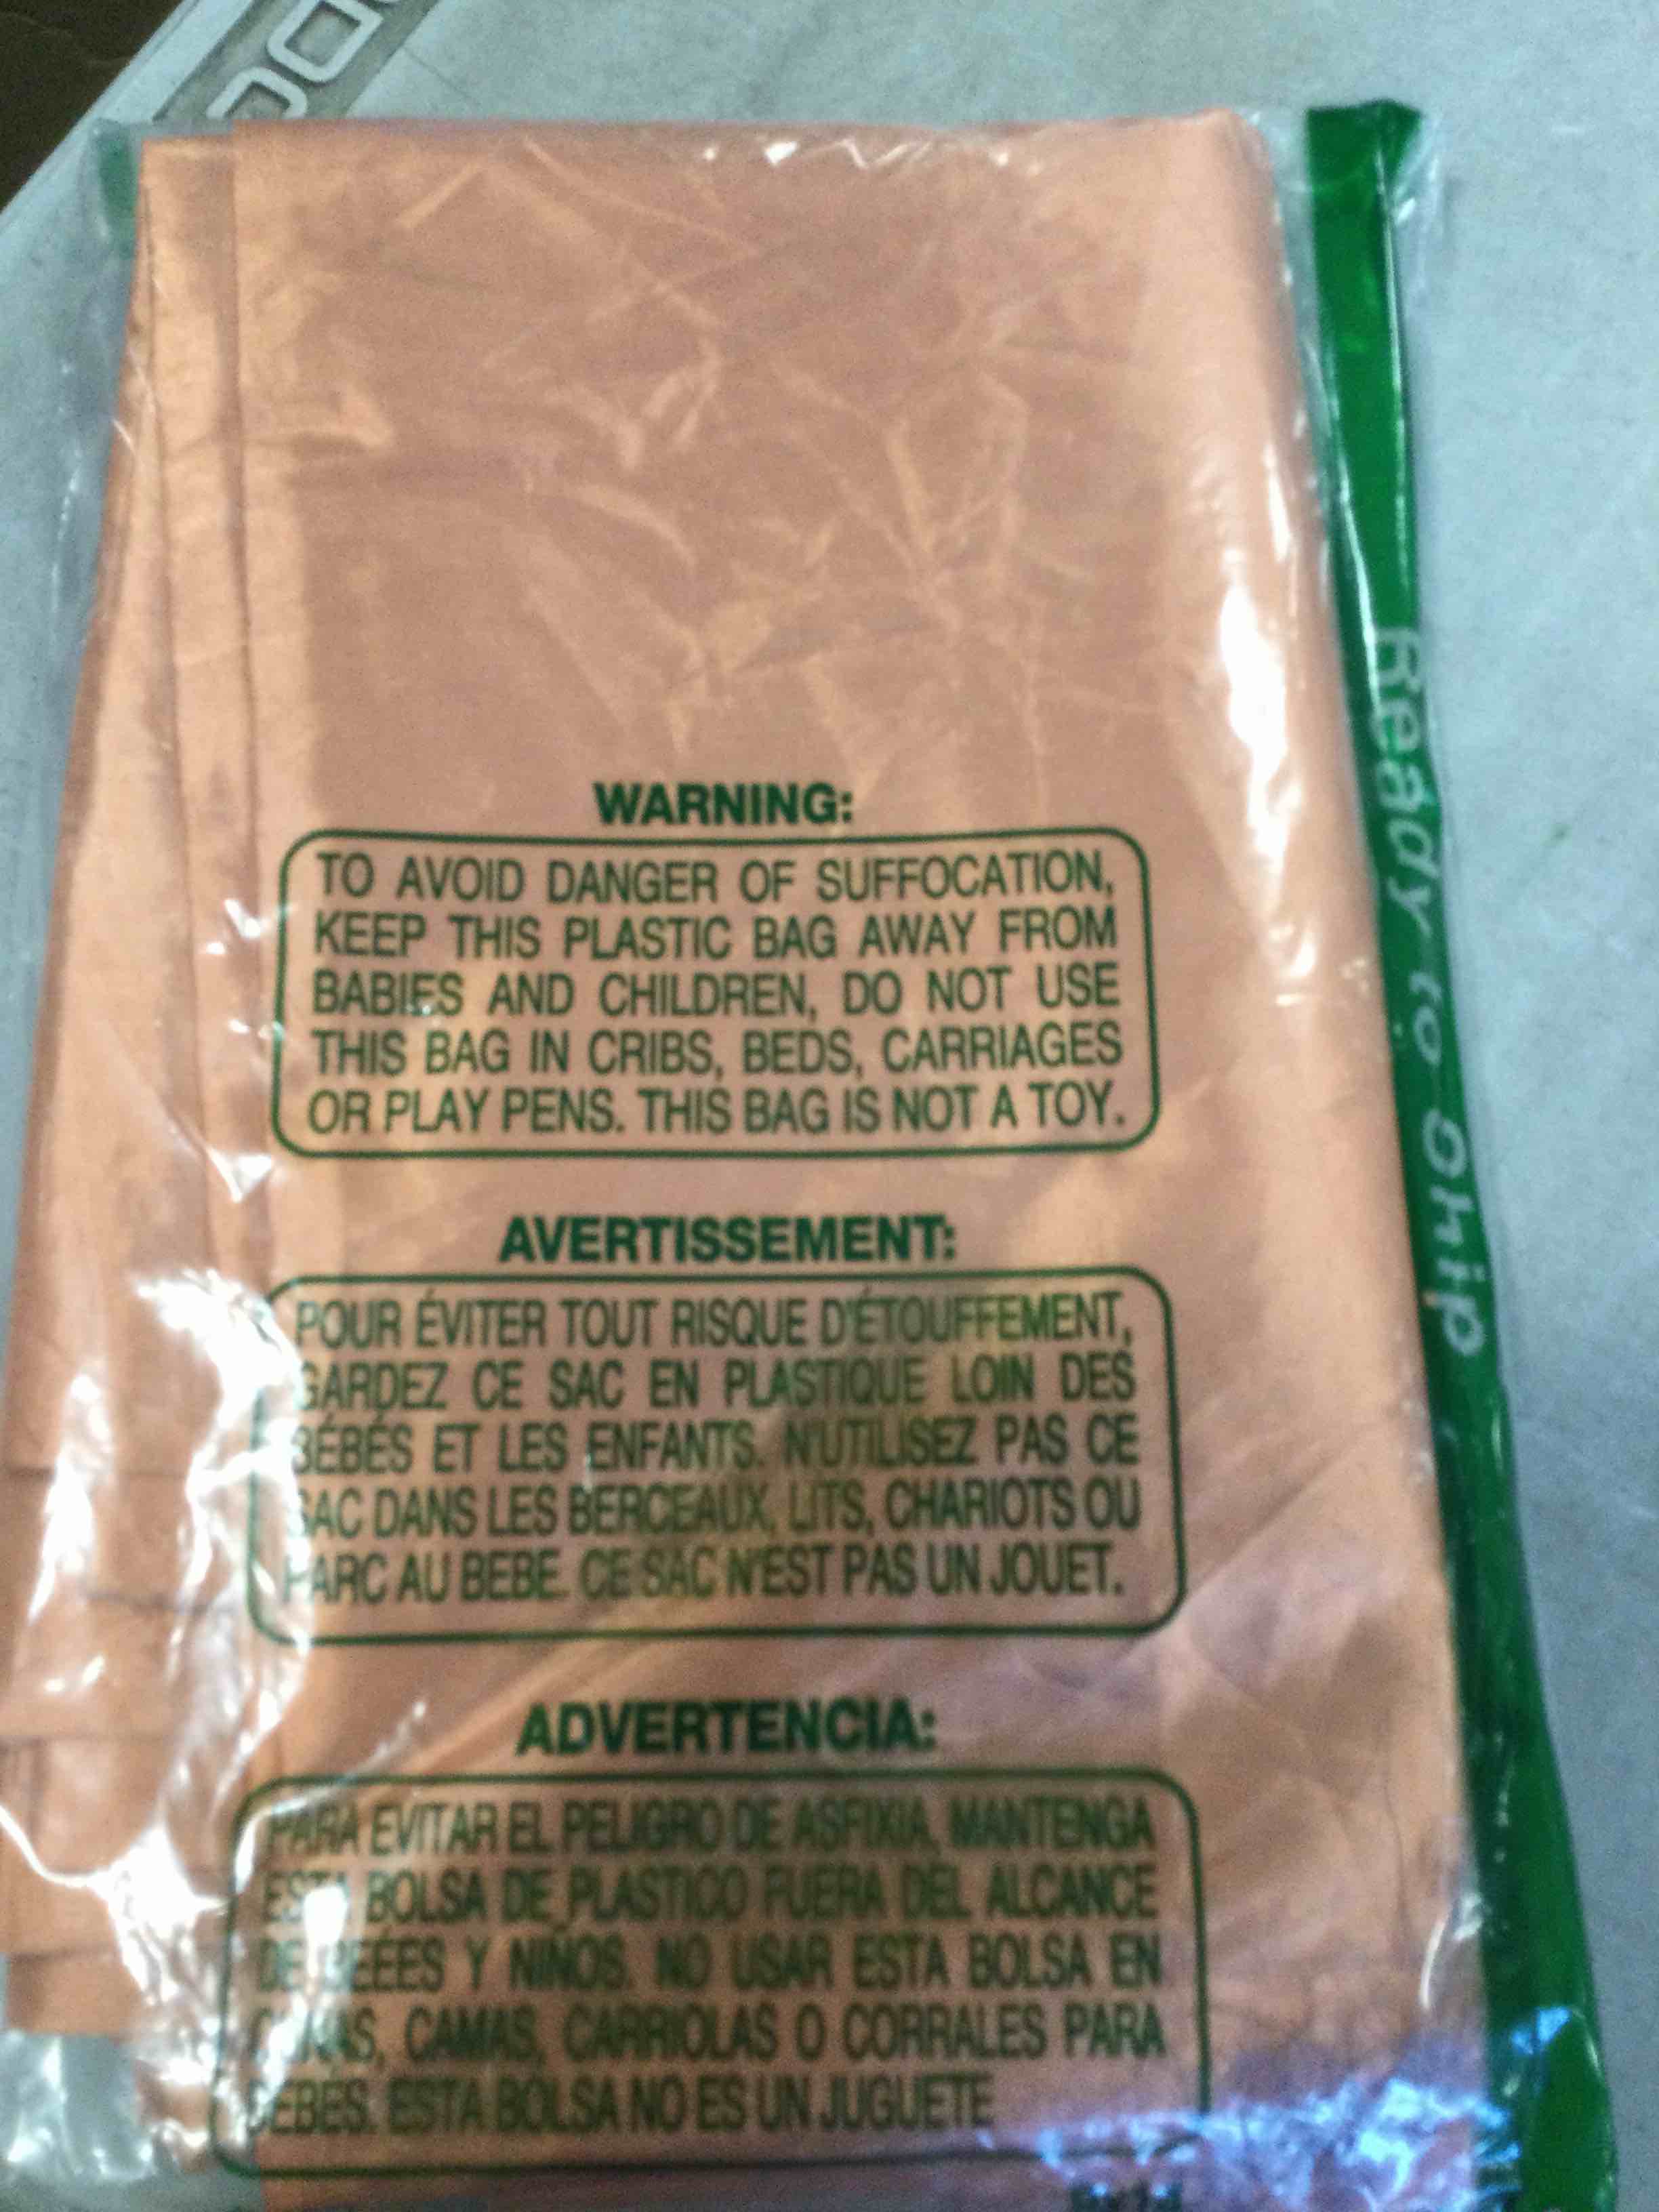 WARNING:
TO AVOID DANGER OF SUFFOCATION,
KEEP THIS PLASTIC BAG AWAY FROM
BABIES AND CHILDREN, DO NOT USE
THIS BAG IN CRIBS, BEDS, CARRIAGES
OR PLAY PENS. THIS BAG IS NOT A TOY.
AVERTISSEMENT:
POUR ÉVITER TOUT RISQUE D'ÉTOUFFEMENT,
GARDEZ CE SAC EN PLASTIQUE LOIN DES
BÉBÉS ET LES ENFANTS. N'UTILISEZ PAS CE
SAC DANS LES BERCEAUX, LITS, CHARIOTS OU
PARC AU BEBE. CE SAC N'EST PAS UN JOUET.
ADVERTENCIA:
PARA EVITAR EL PELIGRO DE ASFIXIA, MANTENGA
ESTA BOLSA DE PLASTICO FUERA DEL ALCANCE
DE BEÉES Y NINOS. NO USAR ESTA BOLSA EN
CUNAS, CAMAS, CARRIOLAS O CORRALES PARA
BEBÉS. ESTA BOLSA NO ES UN JUGUETE
Ready to Ship